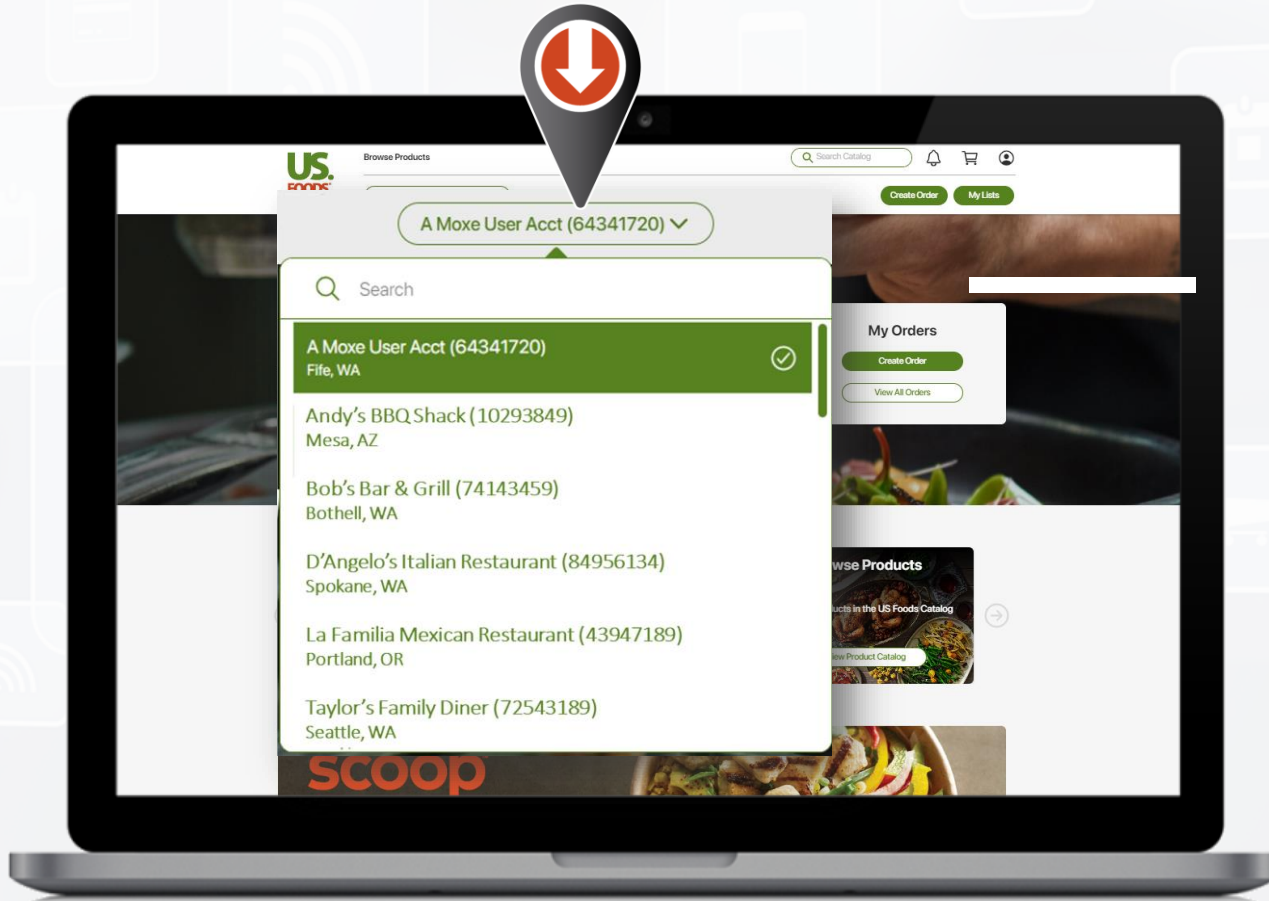 US.
FOODS®
Browse Products
Search Catalog
Create Order
My Lists
A Moxe User Acct (64341720)
Search
A Moxe User Acct (64341720)
Fife, WA
Andy's BBQ Shack (10293849)
Mesa, AZ
Bob's Bar & Grill (74143459)
Bothell, WA
D'Angelo's Italian Restaurant (84956134)
Spokane, WA
La Familia Mexican Restaurant (43947189)
Portland, OR
Taylor's Family Diner (72543189)
Seattle, WA
My Orders
Create Order
View All Orders
Products
in the US Foods Catalog
Product Catalog
scoop